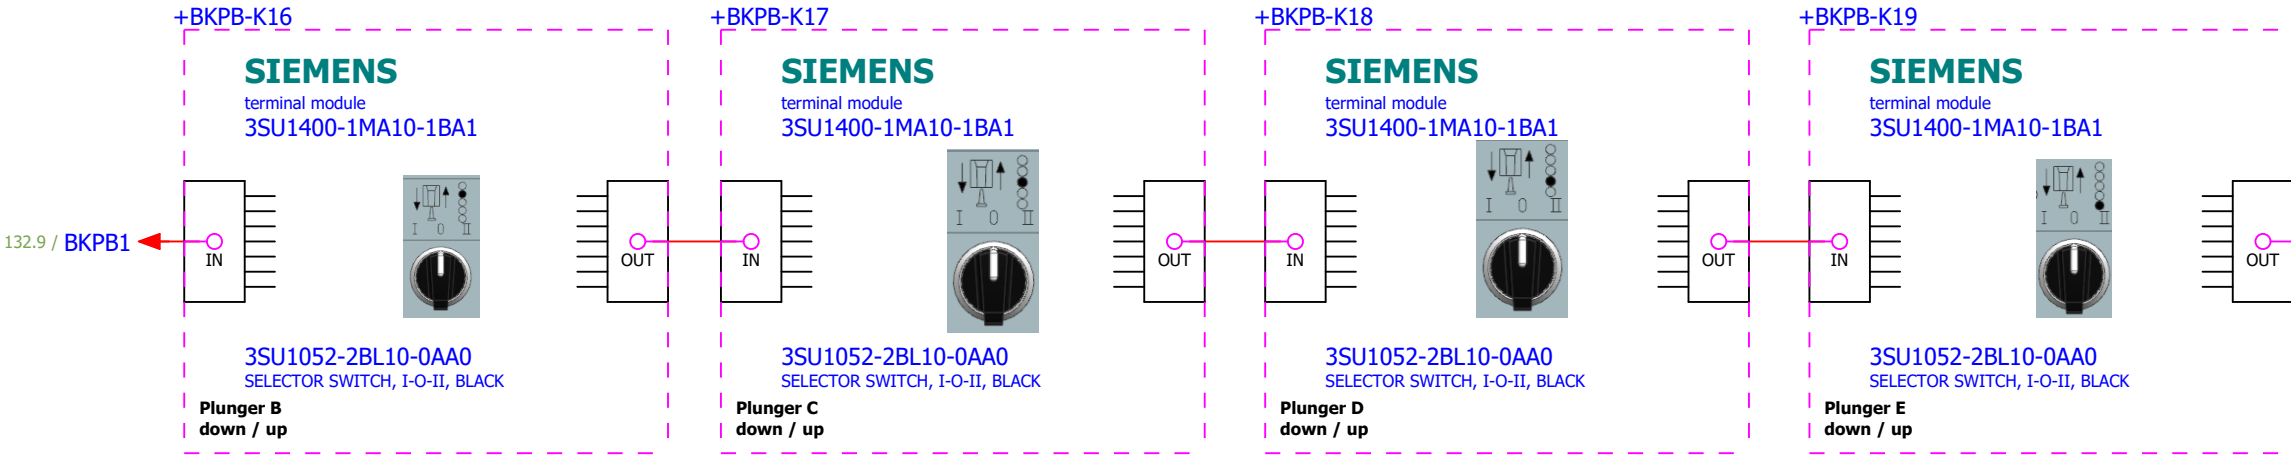 +BKPB-K16
SIEMENS
terminal module
3SU1400-1MA10-1BA1
132.9 / BKPB1
IN
I O II
OUT
3SU1052-2BL10-0AA0
SELECTOR SWITCH, I-O-II, BLACK
Plunger B
down / up
+BKPB-K17
SIEMENS
terminal module
3SU1400-1MA10-1BA1
IN
I O II
OUT
3SU1052-2BL10-0AA0
SELECTOR SWITCH, I-O-II, BLACK
Plunger C
down / up
+BKPB-K18
SIEMENS
terminal module
3SU1400-1MA10-1BA1
IN
I O II
OUT
3SU1052-2BL10-0AA0
SELECTOR SWITCH, I-O-II, BLACK
Plunger D
down / up
+BKPB-K19
SIEMENS
terminal module
3SU1400-1MA10-1BA1
IN
I O II
OUT
3SU1052-2BL10-0AA0
SELECTOR SWITCH, I-O-II, BLACK
Plunger E
down / up